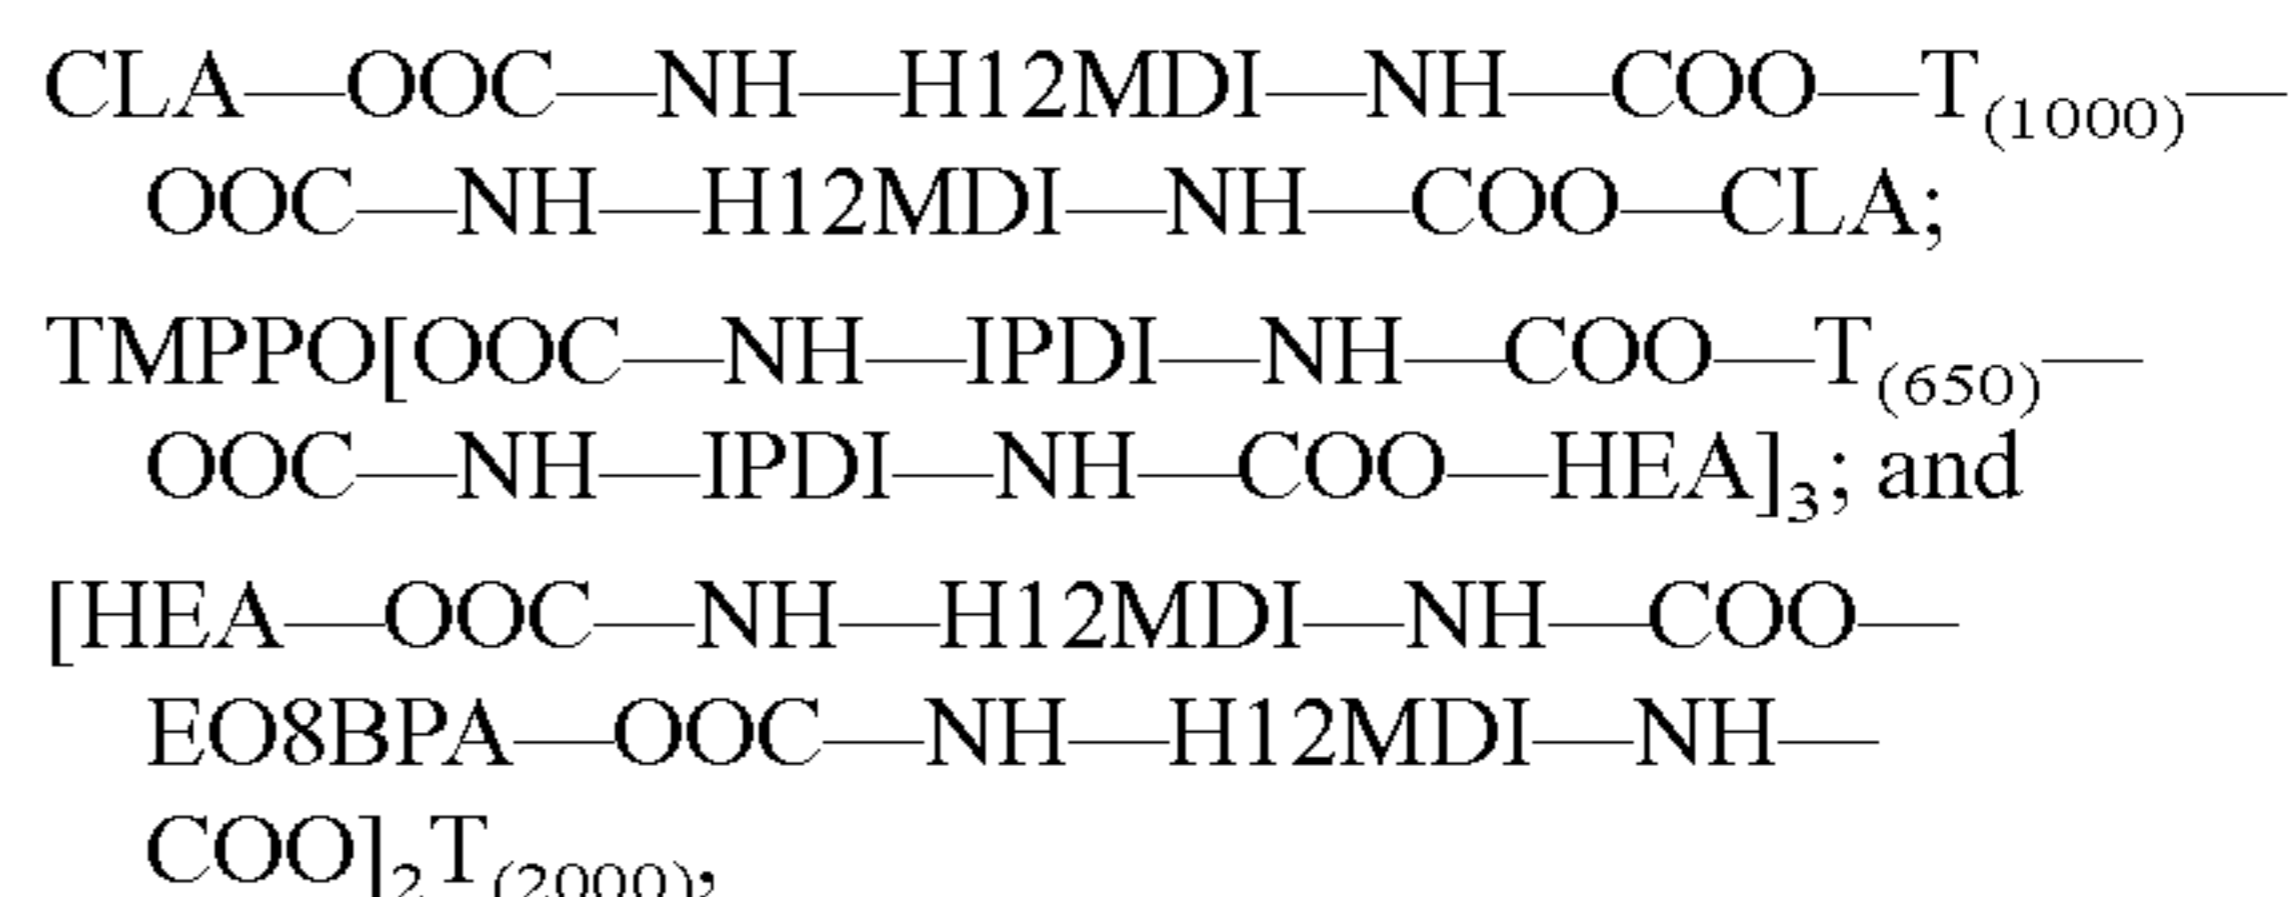 CLA—OOC—NH—H12MDI—NH—COO—T(1000)—
OOC—NH—H12MDI—NH—COO—CLA;
TMPPO[OOC—NH—IPDI—NH—COO—T(650)—
OOC—NH—IPDI—NH—COO—HEA]3; and
[HEA—OOC—NH—H12MDI—NH—COO—
EO8BPA—OOC—NH—H12MDI—NH—
COO]2T(2000),